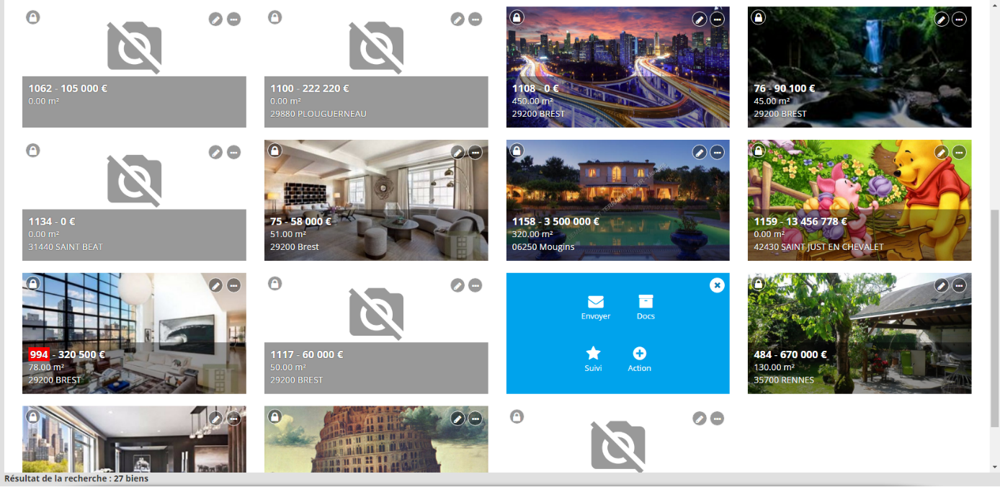 1062 - 105 000 €
0.00 m²
1100 - 222 220 €
0.00 m²
29880 PLOUGUERNEAU
1108 - 0 €
450.00 m²
29200 BREST
76 - 90 100 €
45.00 m²
29200 BREST
1134 - 0 €
0.00 m²
31440 SAINT BEAT
75 - 58 000 €
51.00 m²
29200 Brest
1158 - 3 500 000 €
320.00 m²
06250 Mougins
1159 - 13 456 778 €
0.00 m²
42430 SAINT JUST EN CHEVALET
994 - 320 500 €
78.00 m²
29200 BREST
1117 - 60 000 €
50.00 m²
29200 BREST
Envoyer
Docs
Suivi
Action
484 - 670 000 €
130.00 m²
35700 RENNES
Résultat de la recherche : 27 biens